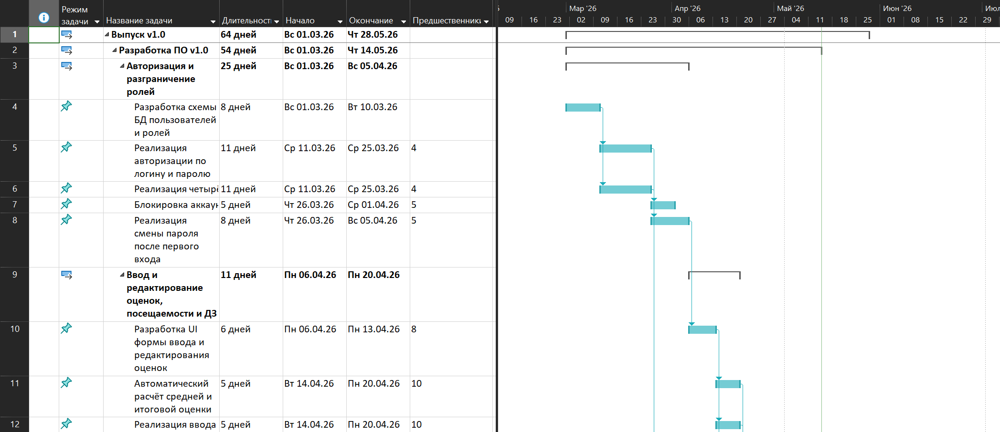 Режим задачи Название задачи Длительность Начало Окончание Предшественники
Мар '26 Апр '26 Май '26 Июн '26 Июл
09 16 23 02 09 16 23 30 06 13 20 27 04 11 18 25 01 08 15 22 29
1 Выпуск v1.0 64 дней Вс 01.03.26 Чт 28.05.26
2 Разработка ПО v1.0 54 дней Вс 01.03.26 Чт 14.05.26
3 Авторизация и 25 дней Вс 01.03.26 Вс 05.04.26
разграничение
ролей
4 Разработка схемы 8 дней Вс 01.03.26 Вт 10.03.26
БД пользователей
и ролей
5 Реализация 11 дней Ср 11.03.26 Ср 25.03.26 4
авторизации по
логину и паролю
6 Реализация четырё 11 дней Ср 11.03.26 Ср 25.03.26 4
7 Блокировка аккаун 5 дней Чт 26.03.26 Ср 01.04.26 5
8 Реализация 8 дней Чт 26.03.26 Вс 05.04.26 5
смены пароля
после первого
входа
9 Ввод и 11 дней Пн 06.04.26 Пн 20.04.26
редактирование
оценок,
посещаемости и ДЗ
10 Разработка UI 6 дней Пн 06.04.26 Пн 13.04.26 8
формы ввода и
редактирования
оценок
11 Автоматический 5 дней Вт 14.04.26 Пн 20.04.26 10
расчёт средней и
итоговой оценки
12 Реализация ввода 5 дней Вт 14.04.26 Пн 20.04.26 10